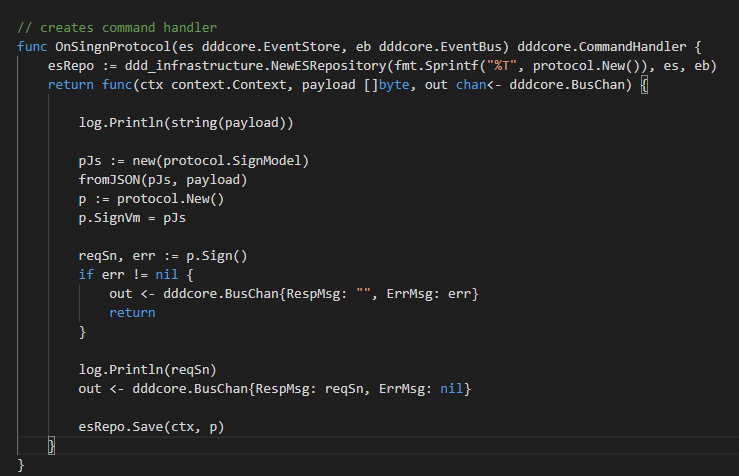 // creates command handler
func OnSingnProtocol(es dddcore.EventStore, eb dddcore.EventBus) dddcore.CommandHandler {
    esRepo := ddd_infrastructure.NewESRepository(fmt.Sprintf("%T", protocol.New()), es, eb)
    return func(ctx context.Context, payload []byte, out chan<- dddcore.BusChan) {

        log.Println(string(payload))

        pJs := new(protocol.SignModel)
        fromJSON(pJs, payload)
        p := protocol.New()
        p.SignVm = pJs

        reqSn, err := p.Sign()
        if err != nil {
            out <- dddcore.BusChan{RespMsg: "", ErrMsg: err}
            return
        }

        log.Println(reqSn)
        out <- dddcore.BusChan{RespMsg: reqSn, ErrMsg: nil}

        esRepo.Save(ctx, p)
    }
}